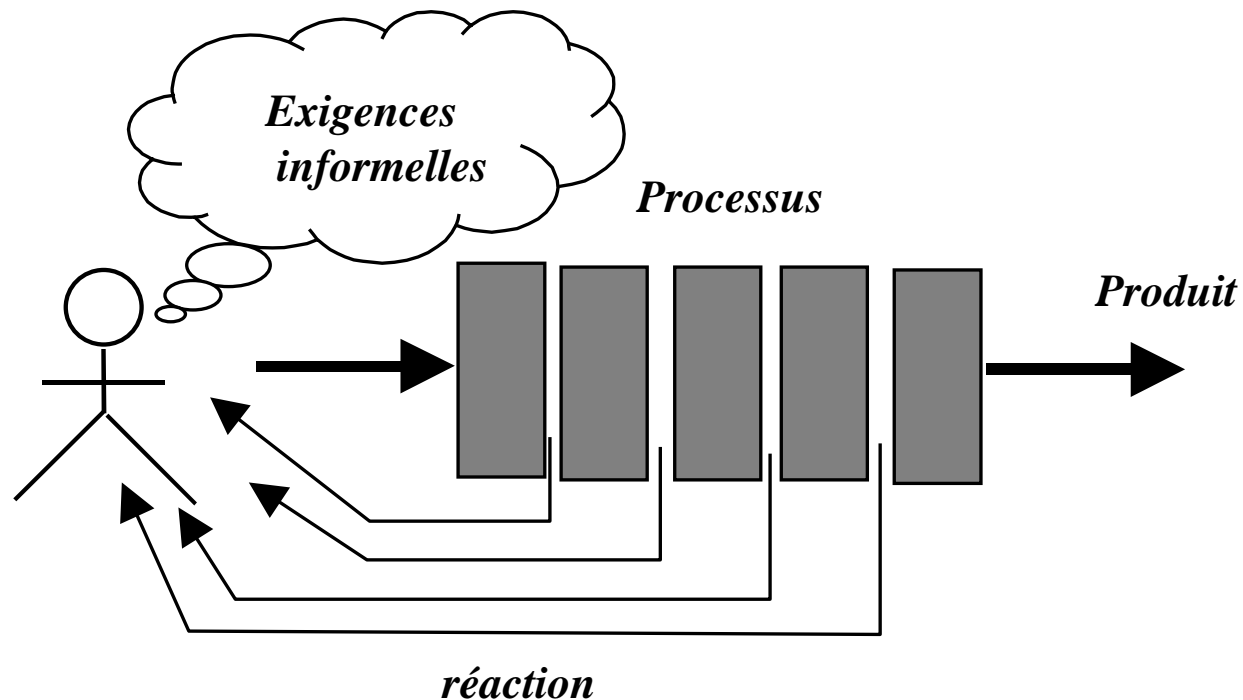 Exigences
informelles
Processus
Produit
réaction